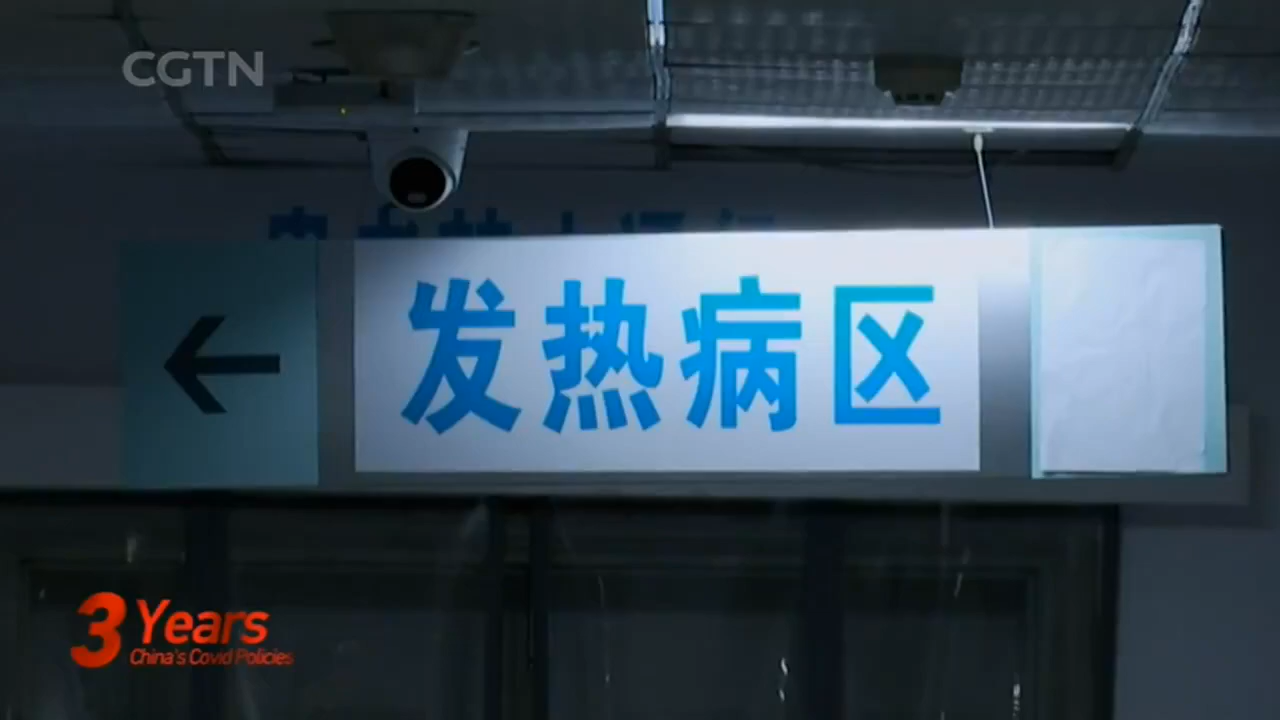 CGTN
发热病区
3 Years
China's Covid Policies